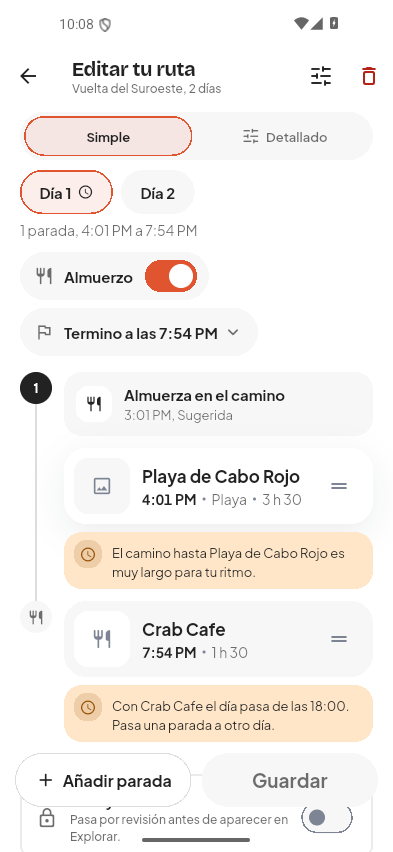 10:08
Editar tu ruta
Vuelta del Suroeste, 2 días
Simple
Detallado
Día 1
Día 2
1 parada, 4:01 PM a 7:54 PM
Almuerzo
Termino a las 7:54 PM
1
Almuerza en el camino
3:01 PM, Sugerida
Playa de Cabo Rojo
4:01 PM • Playa • 3 h 30
El camino hasta Playa de Cabo Rojo es
muy largo para tu ritmo.
Crab Cafe
7:54 PM • 1 h 30
Con Crab Cafe el día pasa de las 18:00.
Pasa una parada a otro día.
Añadir parada
Guardar
Pasa por revisión antes de aparecer en
Explorar.